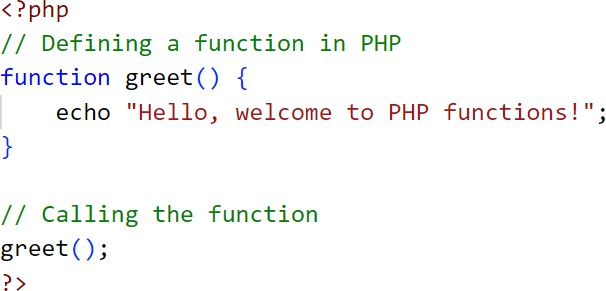 <?php
// Defining a function in PHP
function greet() {
    echo "Hello, welcome to PHP functions!";
}

// Calling the function
greet();
?>